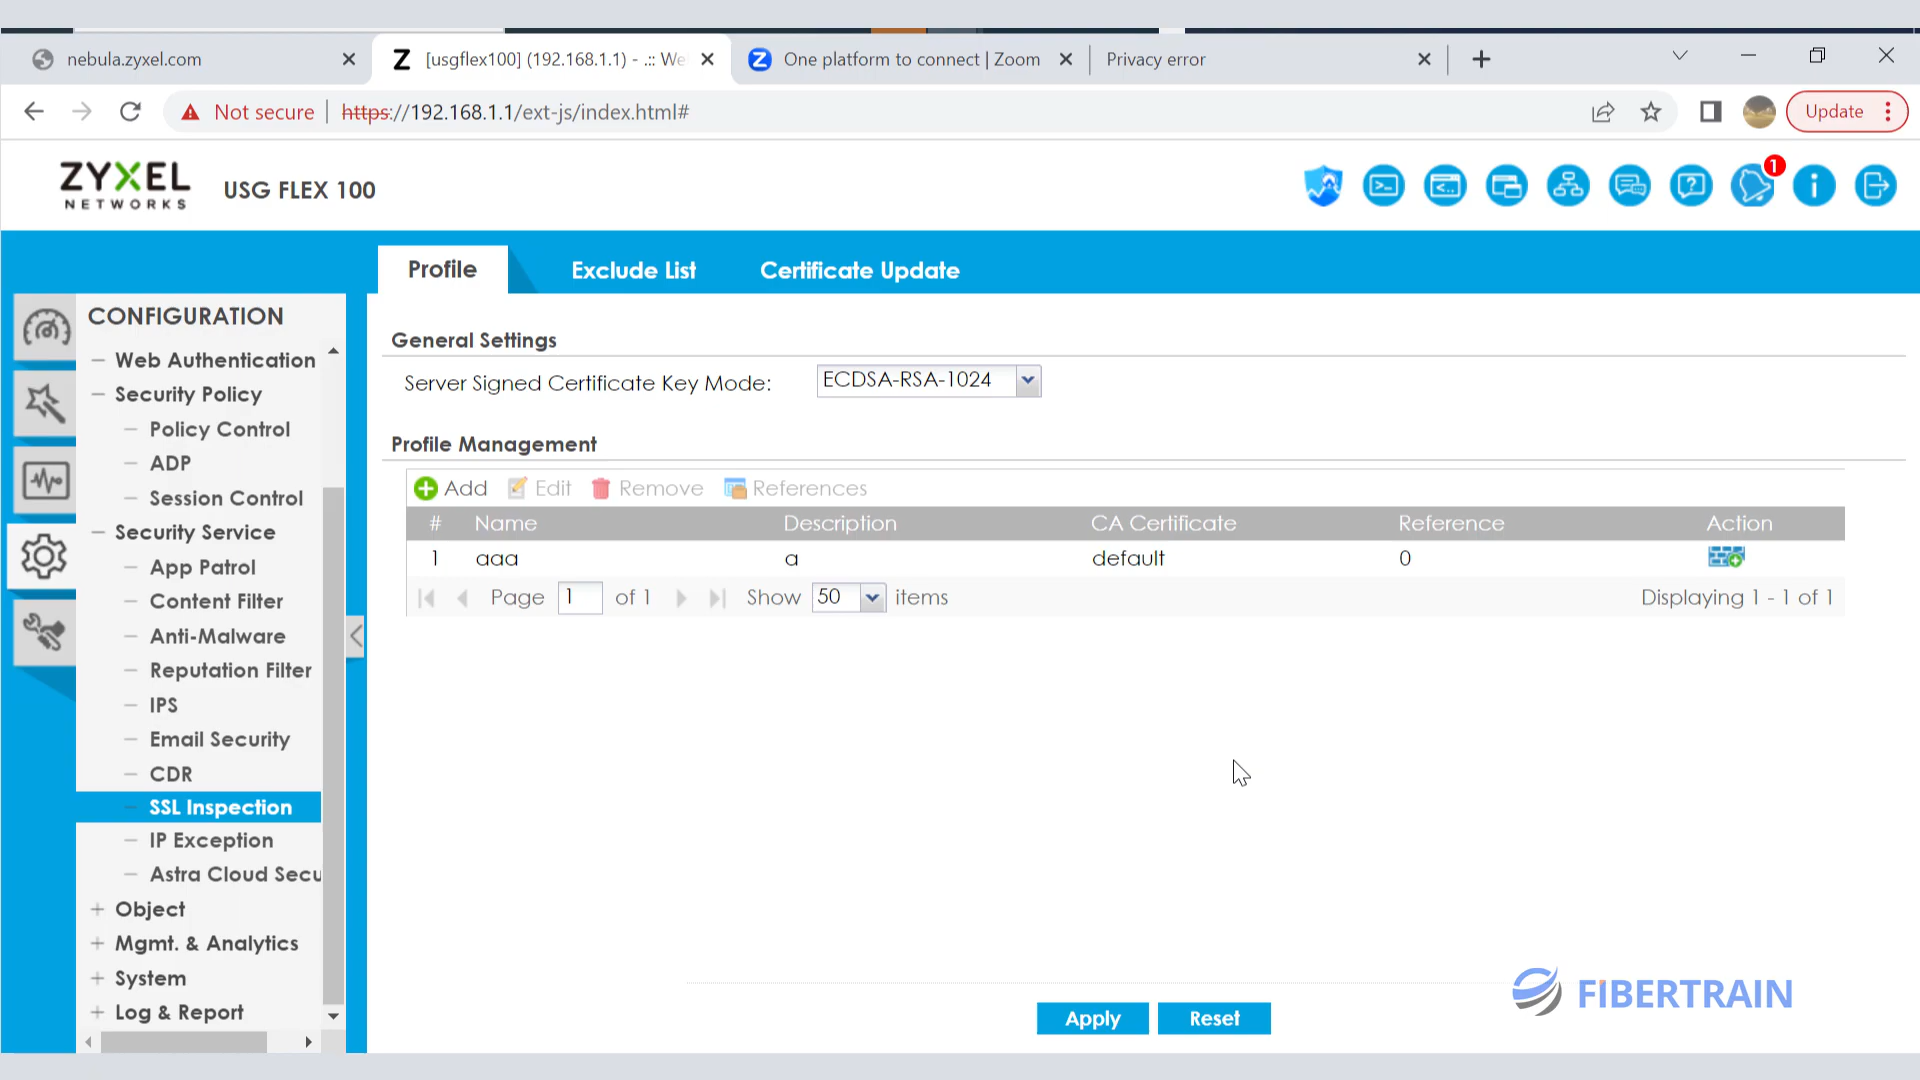 nebula.zyxel.com
[usgflex100] (192.168.1.1) - .:: We
One platform to connect | Zoom
Privacy error
Not secure
https://192.168.1.1/ext-js/index.html#
Update
ZYXEL
NETWORKS
USG FLEX 100
1
Profile
Exclude List
Certificate Update
CONFIGURATION
Web Authentication
Security Policy
Policy Control
ADP
Session Control
Security Service
App Patrol
Content Filter
Anti-Malware
Reputation Filter
IPS
Email Security
CDR
SSL Inspection
IP Exception
Astra Cloud Secu
Object
Mgmt. & Analytics
System
Log & Report
General Settings
Server Signed Certificate Key Mode: ECDSA-RSA-1024
Profile Management
Add Edit Remove References
# Name Description CA Certificate Reference Action
1 aaa a default 0
Page 1 of 1 Show 50 items Displaying 1 - 1 of 1
FIBERTRAIN
Apply Reset